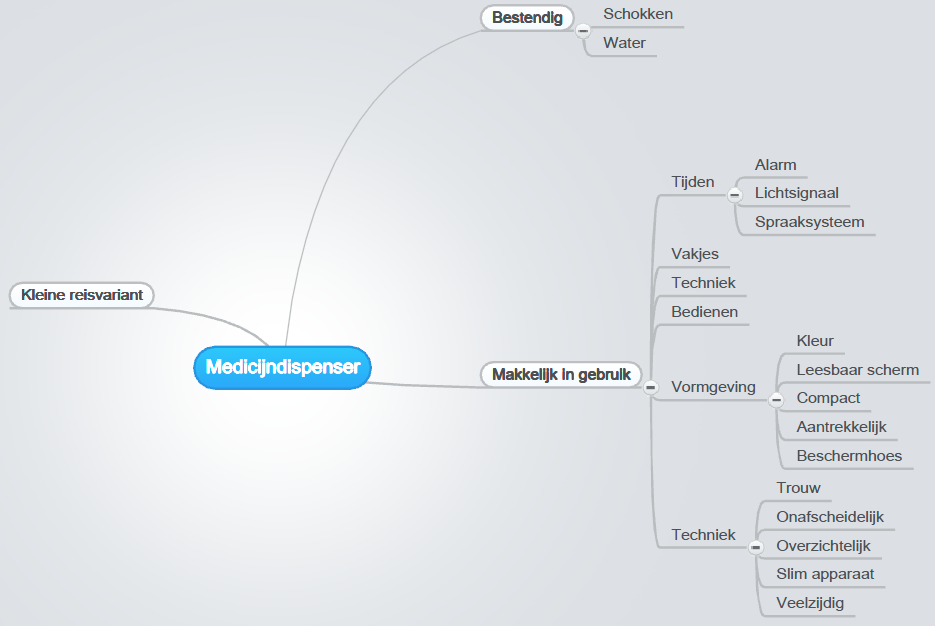 Bestendig
Schokken
Water
Tijden
Alarm
Lichtsignaal
Spraaksysteem
Vakjes
Techniek
Bedienen
Kleine reisvariant
Medicijndispenser
Makkelijk in gebruik
Vormgeving
Kleur
Leesbaar scherm
Compact
Aantrekkelijk
Beschermhoes
Techniek
Trouw
Onafscheidelijk
Overzichtelijk
Slim apparaat
Veelzijdig